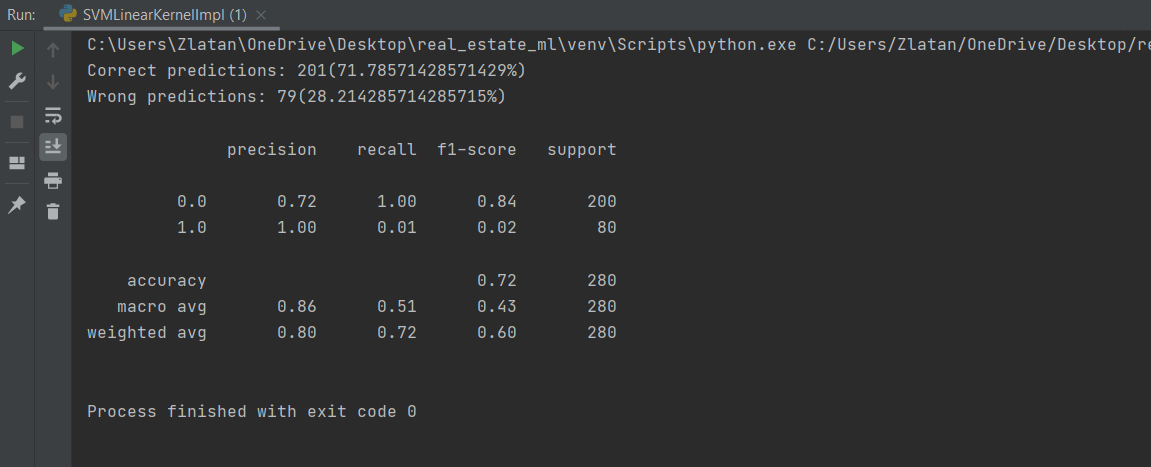 Run: SVMLinearKernelImpl (1)
C:\Users\Zlatan\OneDrive\Desktop\real_estate_ml\venv\Scripts\python.exe C:/Users/Zlatan/OneDrive/Desktop/re
Correct predictions: 201(71.78571428571429%)
Wrong predictions: 79(28.214285714285715%)
precision recall f1-score support
0.0 0.72 1.00 0.84 200
1.0 1.00 0.01 0.02 80
accuracy 0.72 280
macro avg 0.86 0.51 0.43 280
weighted avg 0.80 0.72 0.60 280
Process finished with exit code 0